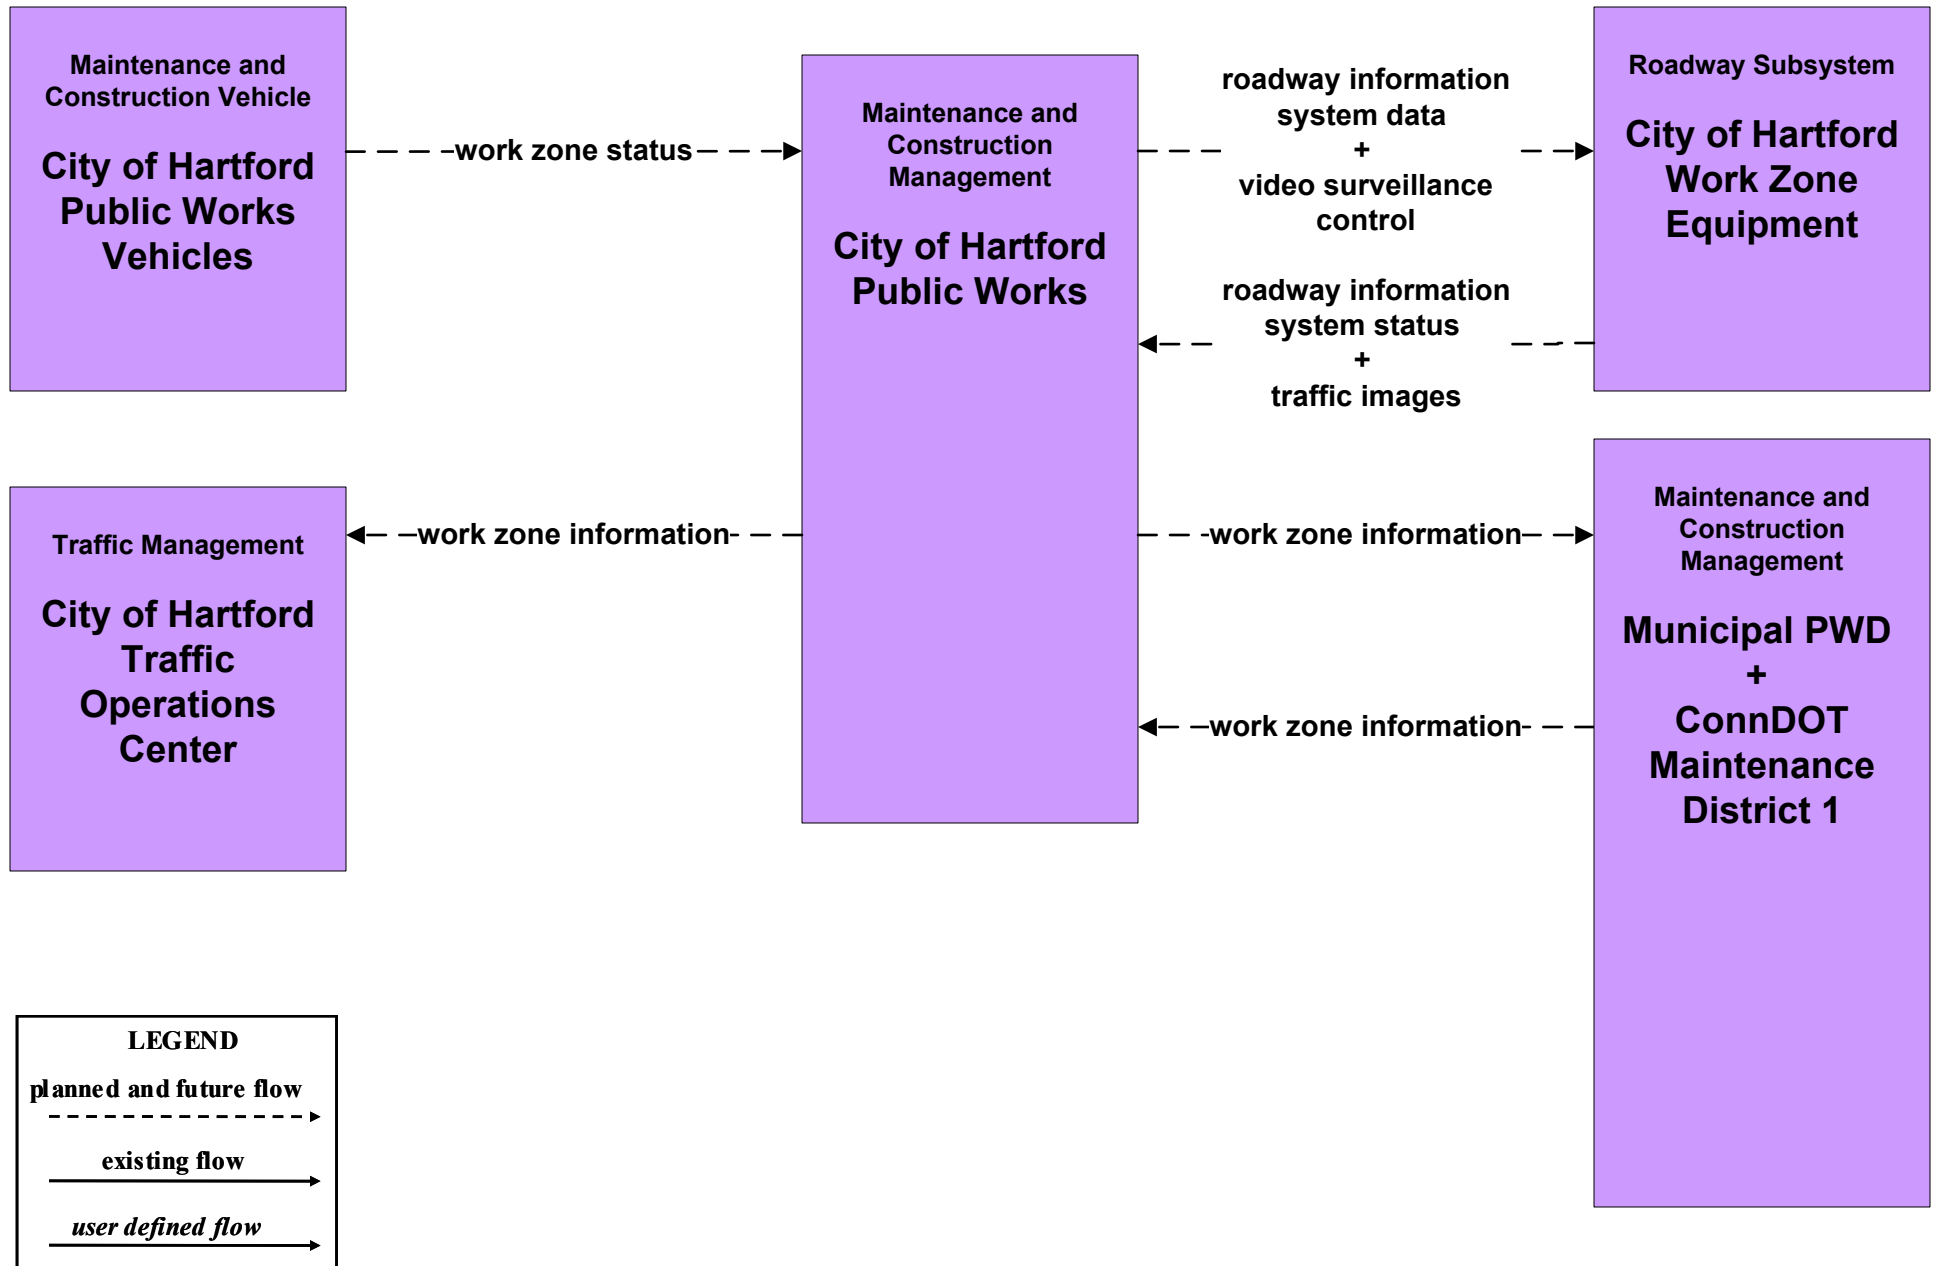 Maintenance and
Construction Vehicle
City of Hartford
Public Works
Vehicles
work zone status
Maintenance and
Construction
Management
City of Hartford
Public Works
roadway information
system data
+
video surveillance
control
roadway information
system status
+
traffic images
Roadway Subsystem
City of Hartford
Work Zone
Equipment
Traffic Management
City of Hartford
Traffic
Operations
Center
work zone information
work zone information
work zone information
Maintenance and
Construction
Management
Municipal PWD
+
ConnDOT
Maintenance
District 1
LEGEND
planned and future flow
existing flow
user defined flow